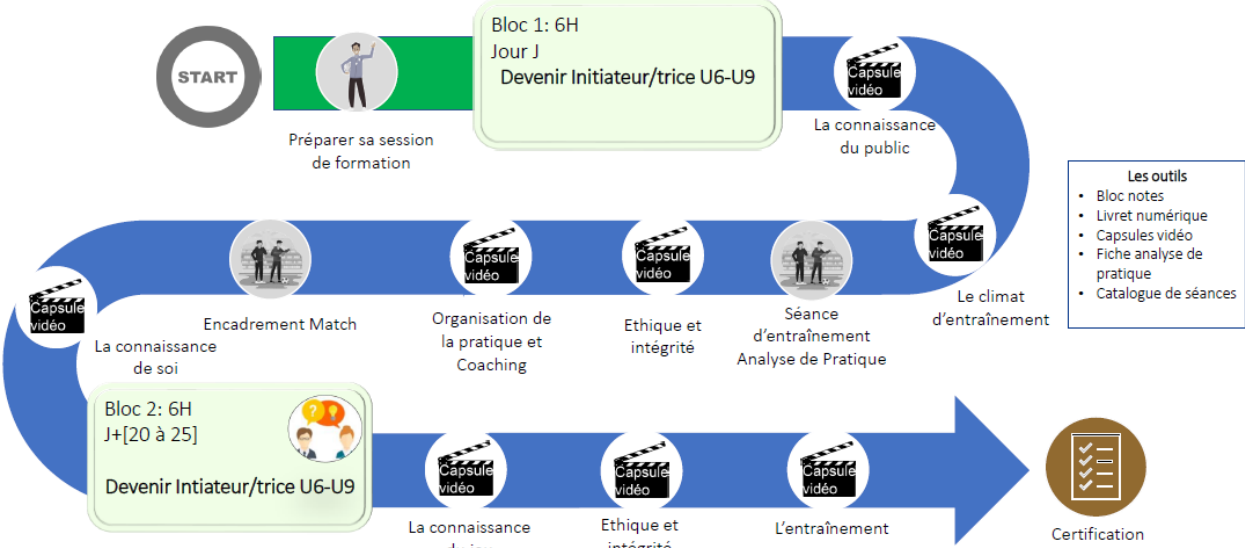 START
Préparer sa session
de formation
Bloc 1: 6H
Jour J
Devenir Initiateur/trice U6-U9
Capsule
vidéo
La connaissance
du public
Les outils
• Bloc notes
• Livret numérique
• Capsules vidéo
• Fiche analyse de
pratique
• Catalogue de séances
Capsule
vidéo
Le climat
d'entraînement
Séance
d'entraînement
Analyse de Pratique
Capsule
vidéo
Ethique et
intégrité
Capsule
vidéo
Organisation de
la pratique et
Coaching
Encadrement Match
Capsule
vidéo
La connaissance
de soi
Bloc 2: 6H
J+[20 à 25]
?
Devenir Intiateur/trice U6-U9
Capsule
vidéo
La connaissance
Capsule
vidéo
Ethique et
intégrité
Capsule
vidéo
L'entraînement
Certification